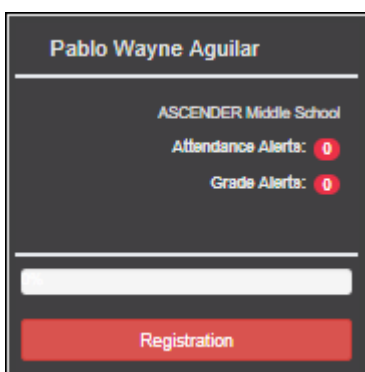 Pablo Wayne Aguilar
ASCENDER Middle School
Attendance Alerts: 0
Grade Alerts: 0
Registration